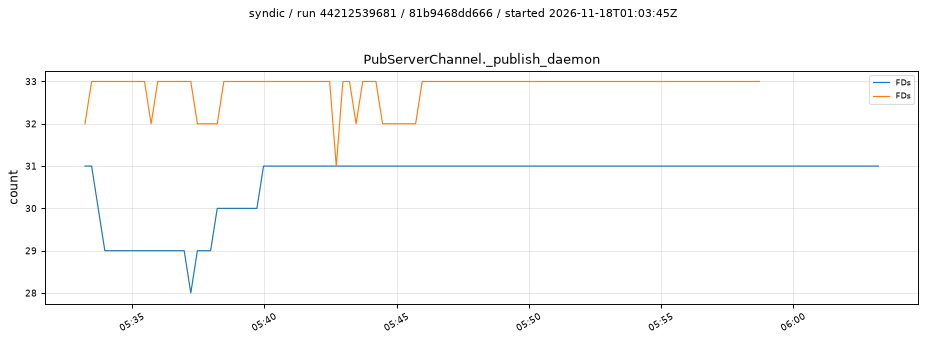 syndic / run 44212539681 / 81b9468dd666 / started 2026-11-18T01:03:45Z
PubServerChannel._publish_daemon
33
32
31
30
29
28
count
FDs
FDs
05:35
05:40
05:45
05:50
05:55
06:00